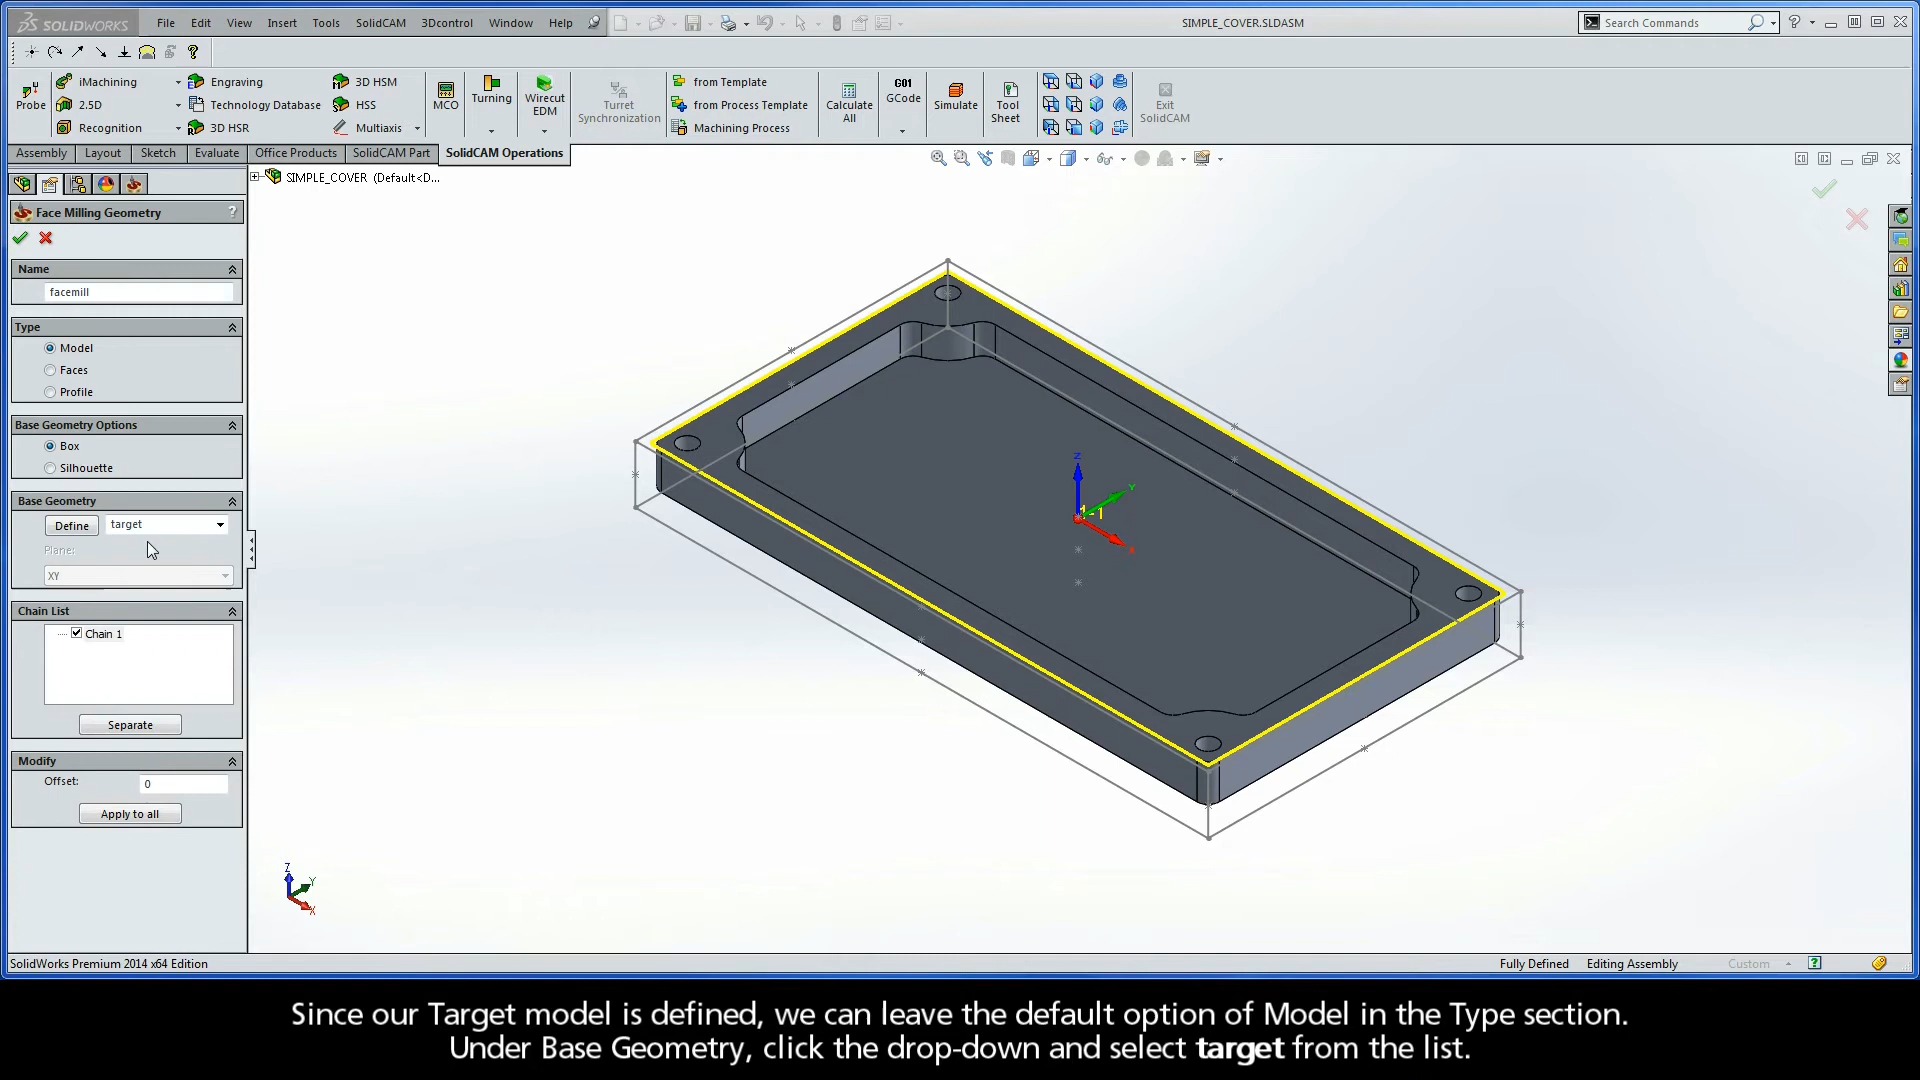 SOLIDWORKS File Edit View Insert Tools SolidCAM 3Dcontrol Window Help SIMPLE_COVER.SLDASM Search Commands
Probe
iMachining
2.5D
Recognition
Engraving
Technology Database
3D HSR
3D HSM
HSS
Multiaxis
MCO
Turning
Wirecut EDM
Turret Synchronization
from Template
from Process Template
Machining Process
Calculate All
G01
GCode
Simulate
Tool Sheet
Exit SolidCAM
Assembly Layout Sketch Evaluate Office Products SolidCAM Part SolidCAM Operations
SIMPLE_COVER (Default<D...
Face Milling Geometry ?
Name
facemill
Type
Model
Faces
Profile
Base Geometry Options
Box
Silhouette
Base Geometry
Define target
Plane:
XY
Chain List
Chain 1
Separate
Modify
Offset: 0
Apply to all
Z
Y
1-1
X
Z
Y
X
SolidWorks Premium 2014 x64 Edition Fully Defined Editing Assembly Custom
Since our Target model is defined, we can leave the default option of Model in the Type section.
Under Base Geometry, click the drop-down and select target from the list.